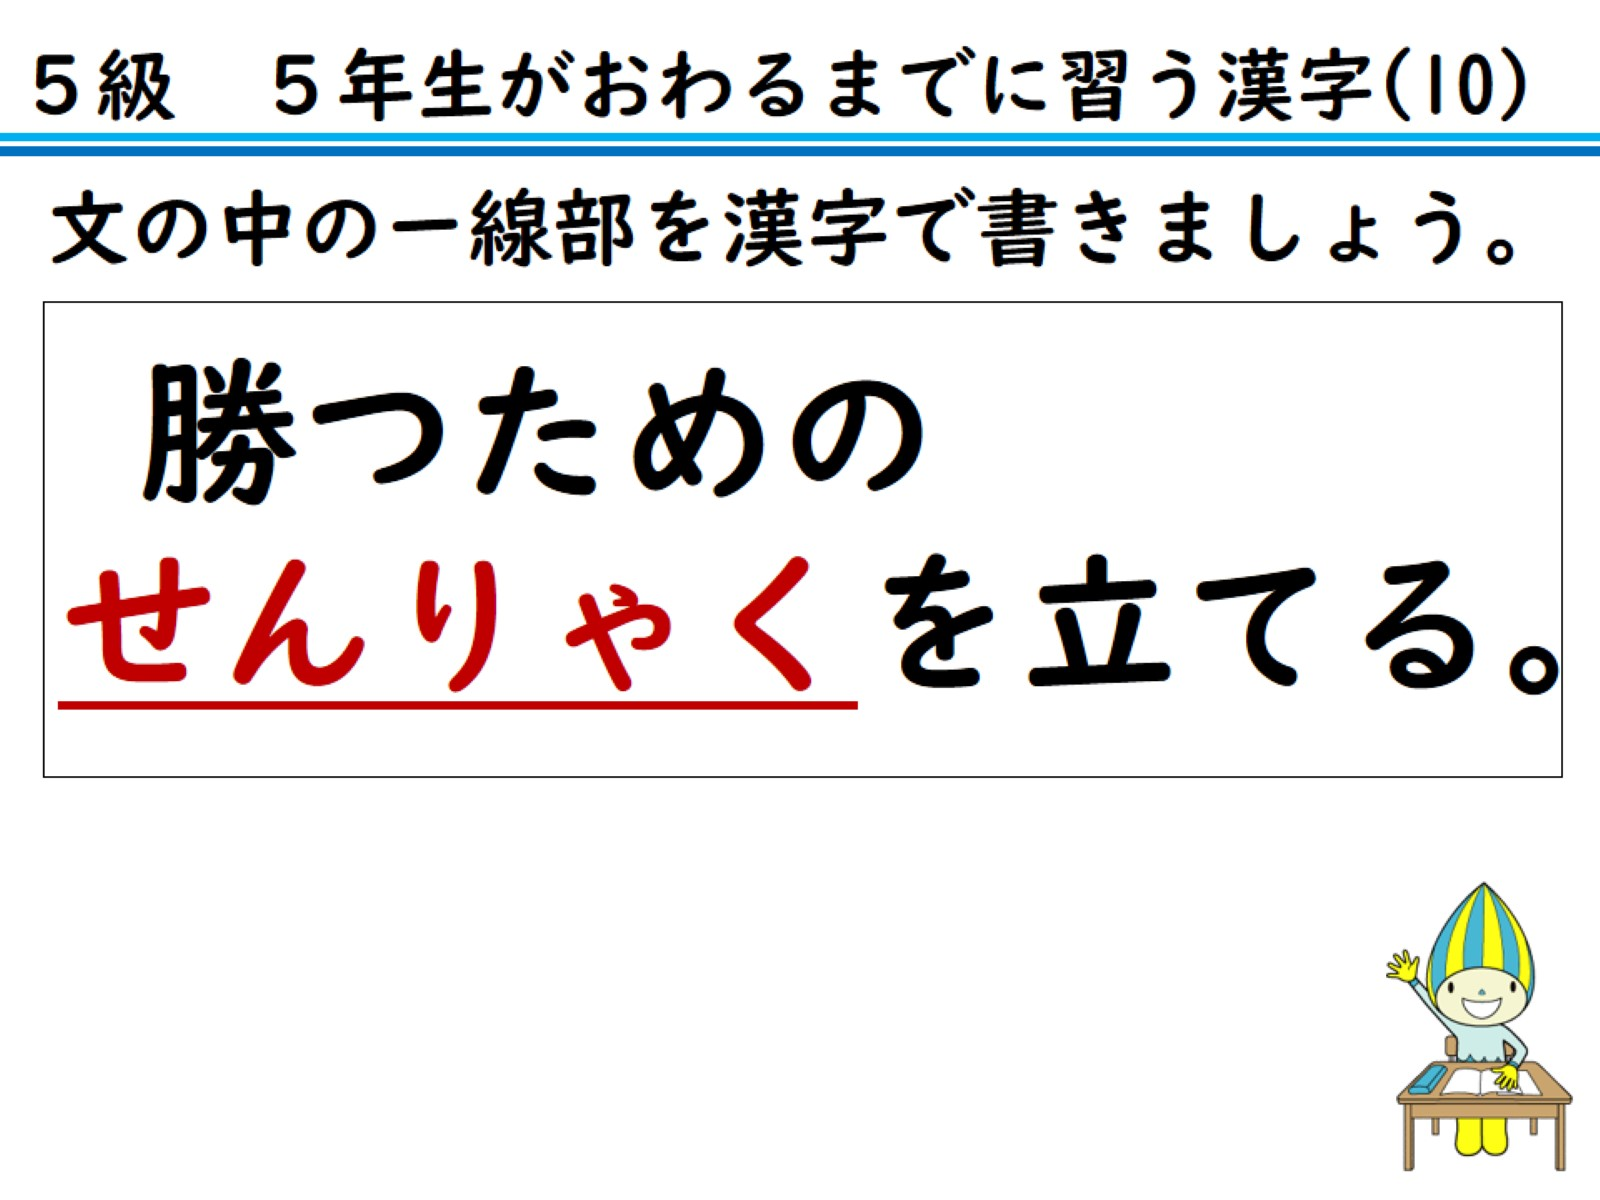 ５級　５年生がおわるまでに習う漢字(10)
文の中の一線部を漢字で書きましょう。
勝つための
せんりゃくを立てる。